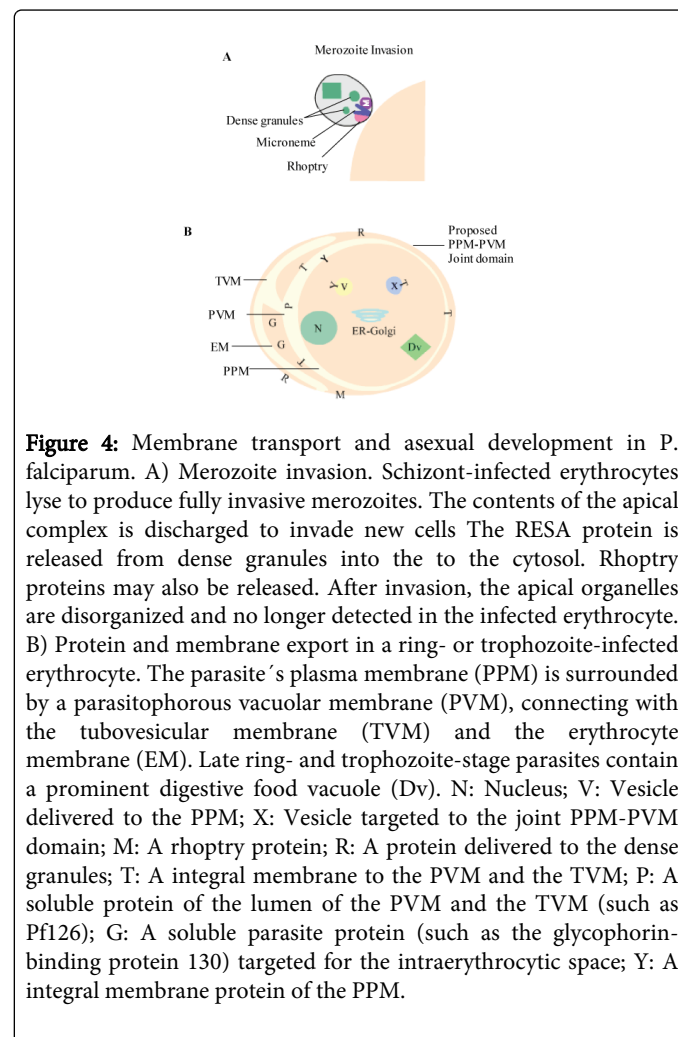 Merozoite Invasion
A
M
Dense granules
Microneme
Rhoptry
B
R
Proposed
PPM-PVM
Joint domain
T Y
TVM
Y V
X T
P
T
PVM
G
N
ER-Golgi
EM
G
Dv
T
PPM
R
M
Figure 4: Membrane transport and asexual development in P.
falciparum. A) Merozoite invasion. Schizont-infected erythrocytes
lyse to produce fully invasive merozoites. The contents of the apical
complex is discharged to invade new cells The RESA protein is
released from dense granules into the to the cytosol. Rhoptry
proteins may also be released. After invasion, the apical organelles
are disorganized and no longer detected in the infected erythrocyte.
B) Protein and membrane export in a ring- or trophozoite-infected
erythrocyte. The parasite´s plasma membrane (PPM) is surrounded
by a parasitophorous vacuolar membrane (PVM), connecting with
the tubovesicular membrane (TVM) and the erythrocyte
membrane (EM). Late ring- and trophozoite-stage parasites contain
a prominent digestive food vacuole (Dv). N: Nucleus; V: Vesicle
delivered to the PPM; X: Vesicle targeted to the joint PPM-PVM
domain; M: A rhoptry protein; R: A protein delivered to the dense
granules; T: A integral membrane to the PVM and the TVM; P: A
soluble protein of the lumen of the PVM and the TVM (such as
Pf126); G: A soluble parasite protein (such as the glycophorin-
binding protein 130) targeted for the intraerythrocytic space; Y: A
integral membrane protein of the PPM.